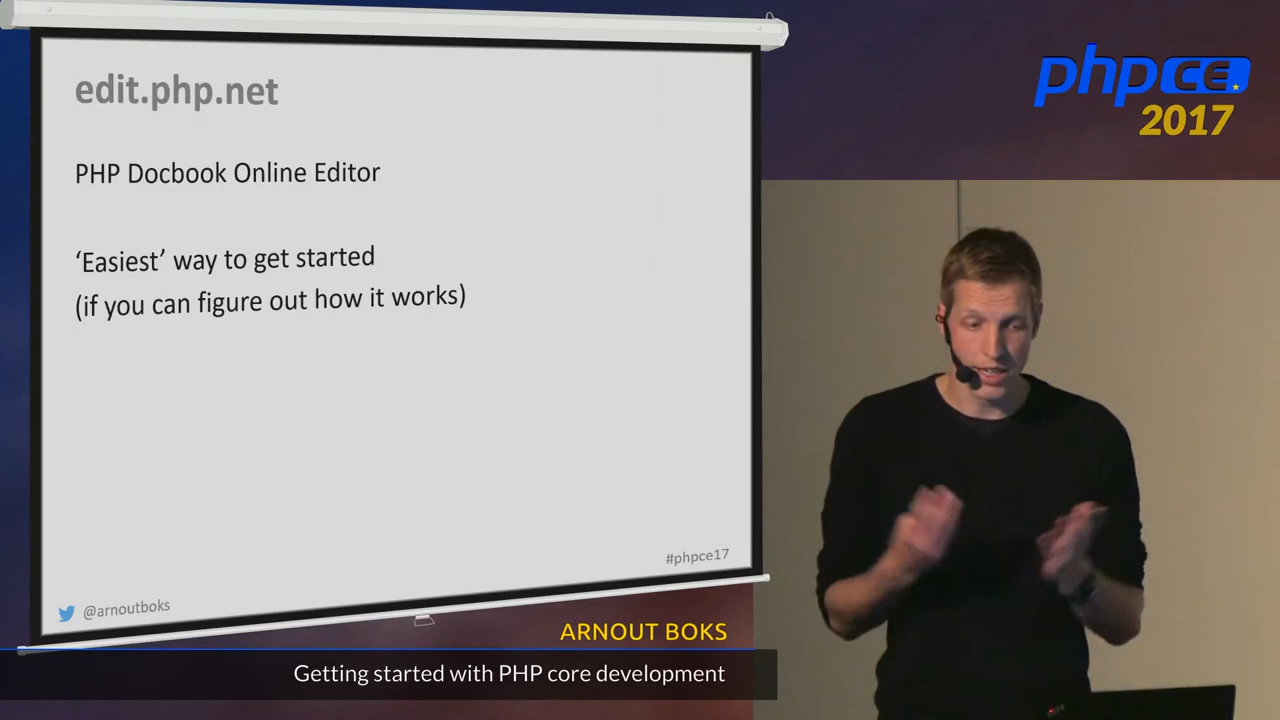 edit.php.net
PHP Docbook Online Editor
‘Easiest’ way to get started
(if you can figure out how it works)
#phpce17
@arnoutboks
phpCE
2017
ARNOUT BOKS
Getting started with PHP core development